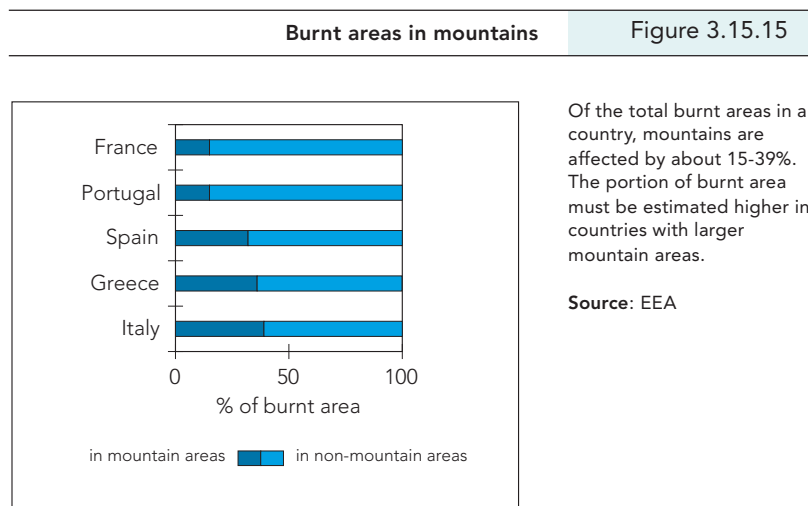 Burnt areas in mountains
Figure 3.15.15
France
Portugal
Spain
Greece
Italy
0 50 100
% of burnt area
in mountain areas in non-mountain areas
Of the total burnt areas in a
country, mountains are
affected by about 15-39%.
The portion of burnt area
must be estimated higher in
countries with larger
mountain areas.
Source: EEA